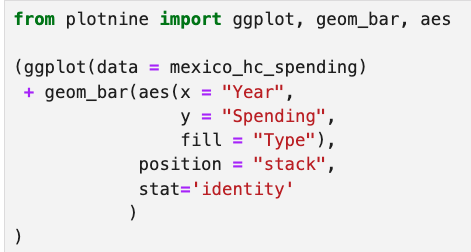 from plotnine import ggplot, geom_bar, aes
(ggplot(data = mexico_hc_spending)
 + geom_bar(aes(x = "Year",
                y = "Spending",
                fill = "Type"),
            position = "stack",
            stat='identity'
           )
)